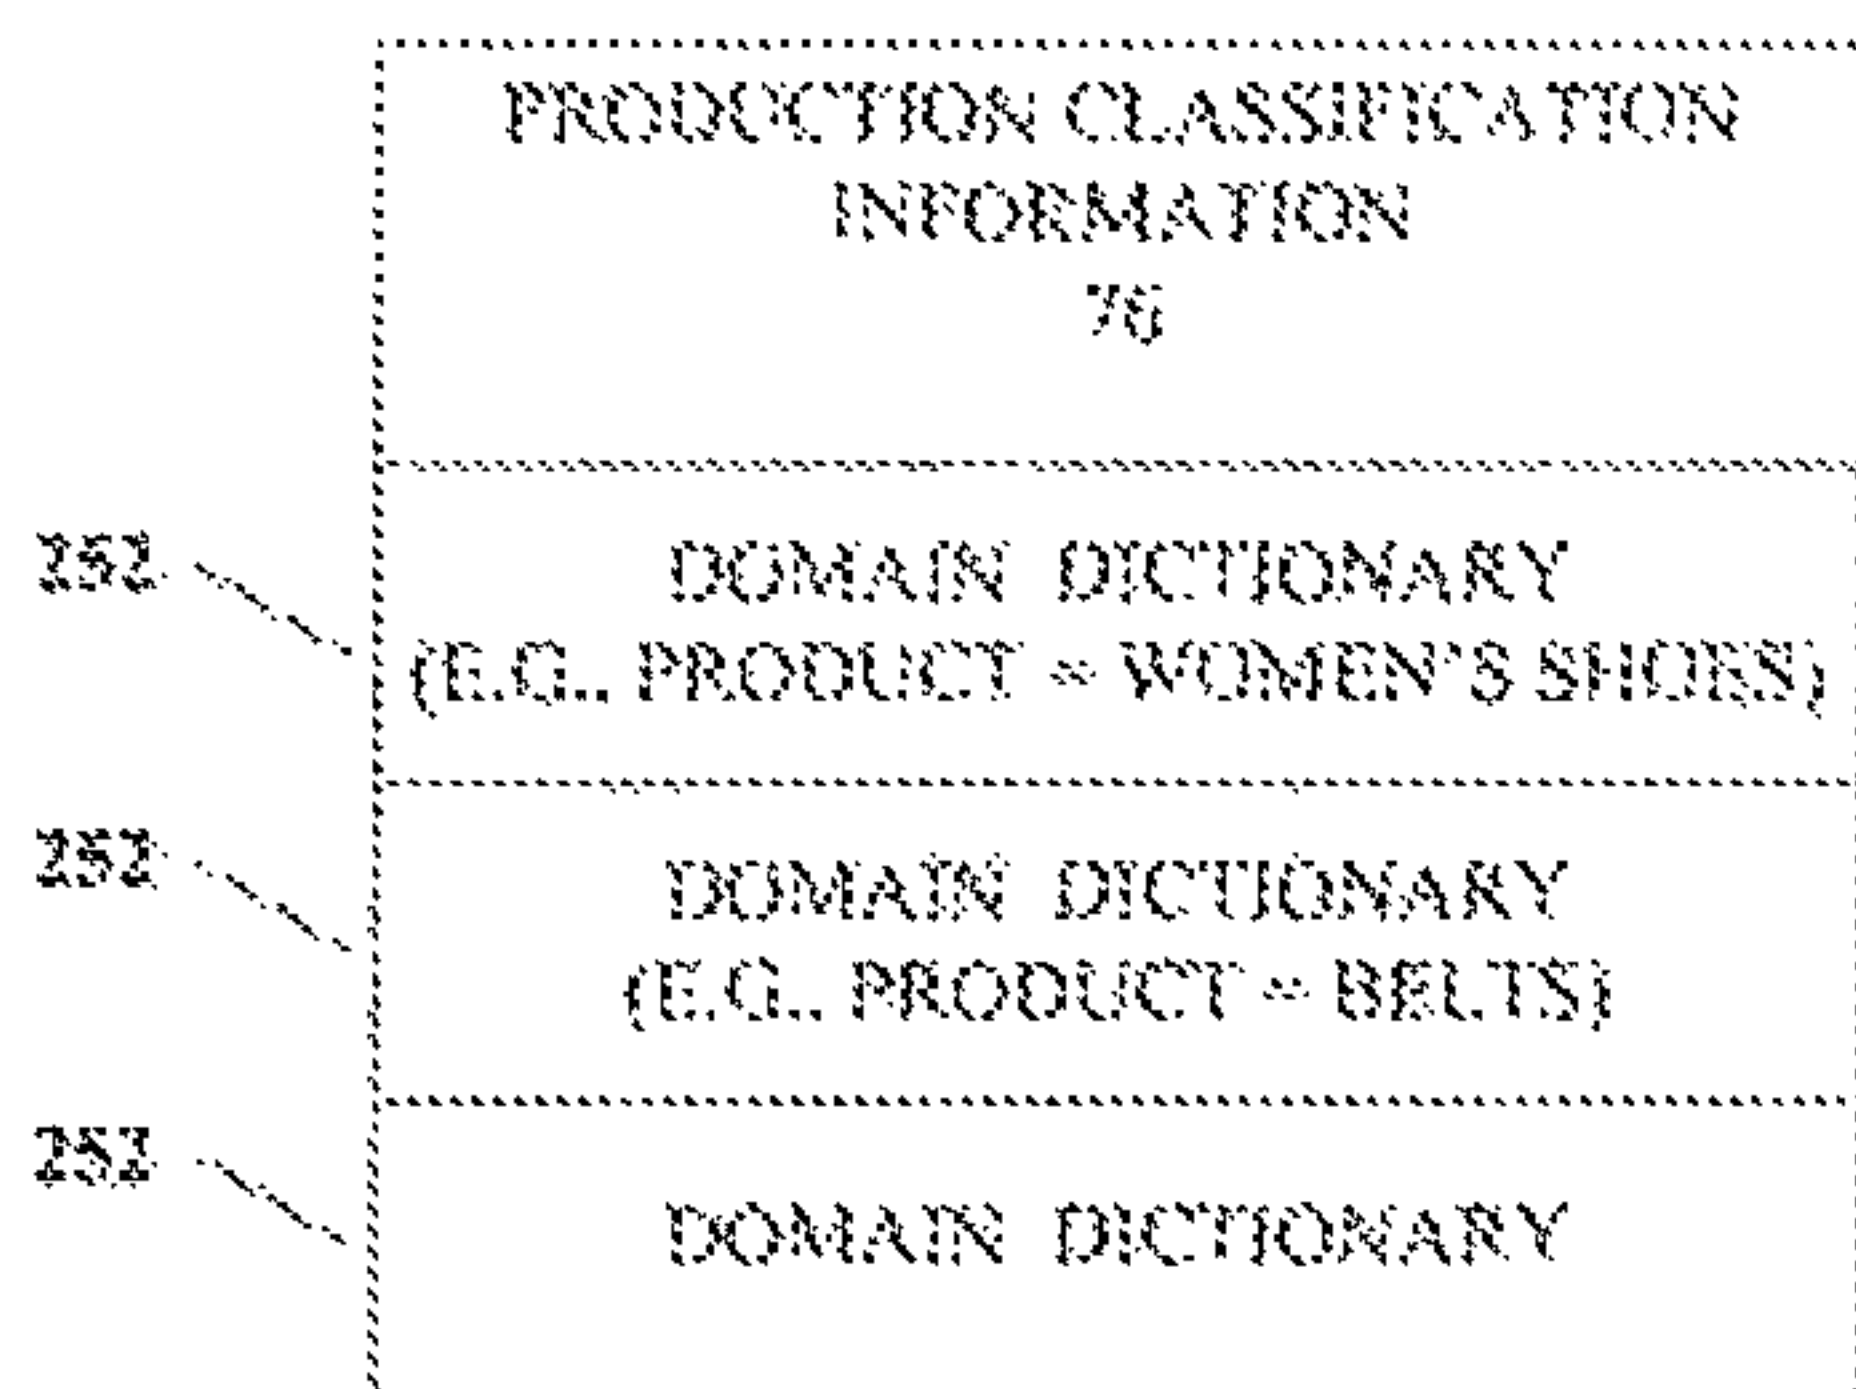 PRODUCTION CLASSIFICATION
INFORMATION
76
252
DOMAIN DICTIONARY
(E.G., PRODUCT = WOMEN'S SHOES)
252
DOMAIN DICTIONARY
(E.G., PRODUCT = BELTS)
252
DOMAIN DICTIONARY